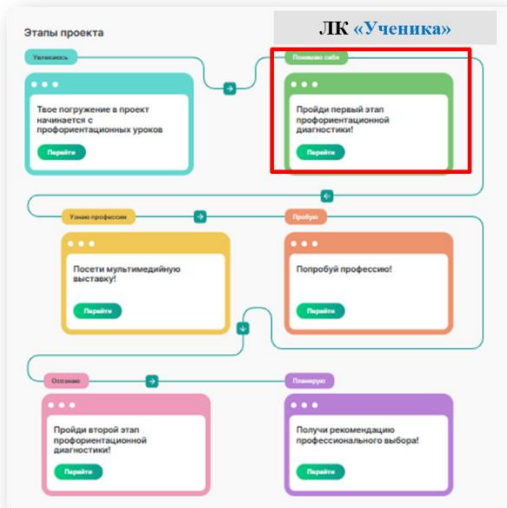 Этапы проекта
ЛК «Ученика»
Увлекаюсь
Понимаю себя
Твое погружение в проект
начинается с
профориентационных уроков
Перейти
Пройди первый этап
профориентационной
диагностики!
Перейти
Узнаю профессии
Пробую
Посети мультимедийную
выставку!
Перейти
Попробуй профессию!
Перейти
Осознаю
Планирую
Пройди второй этап
профориентационной
диагностики!
Перейти
Получи рекомендацию
профессионального выбора!
Перейти